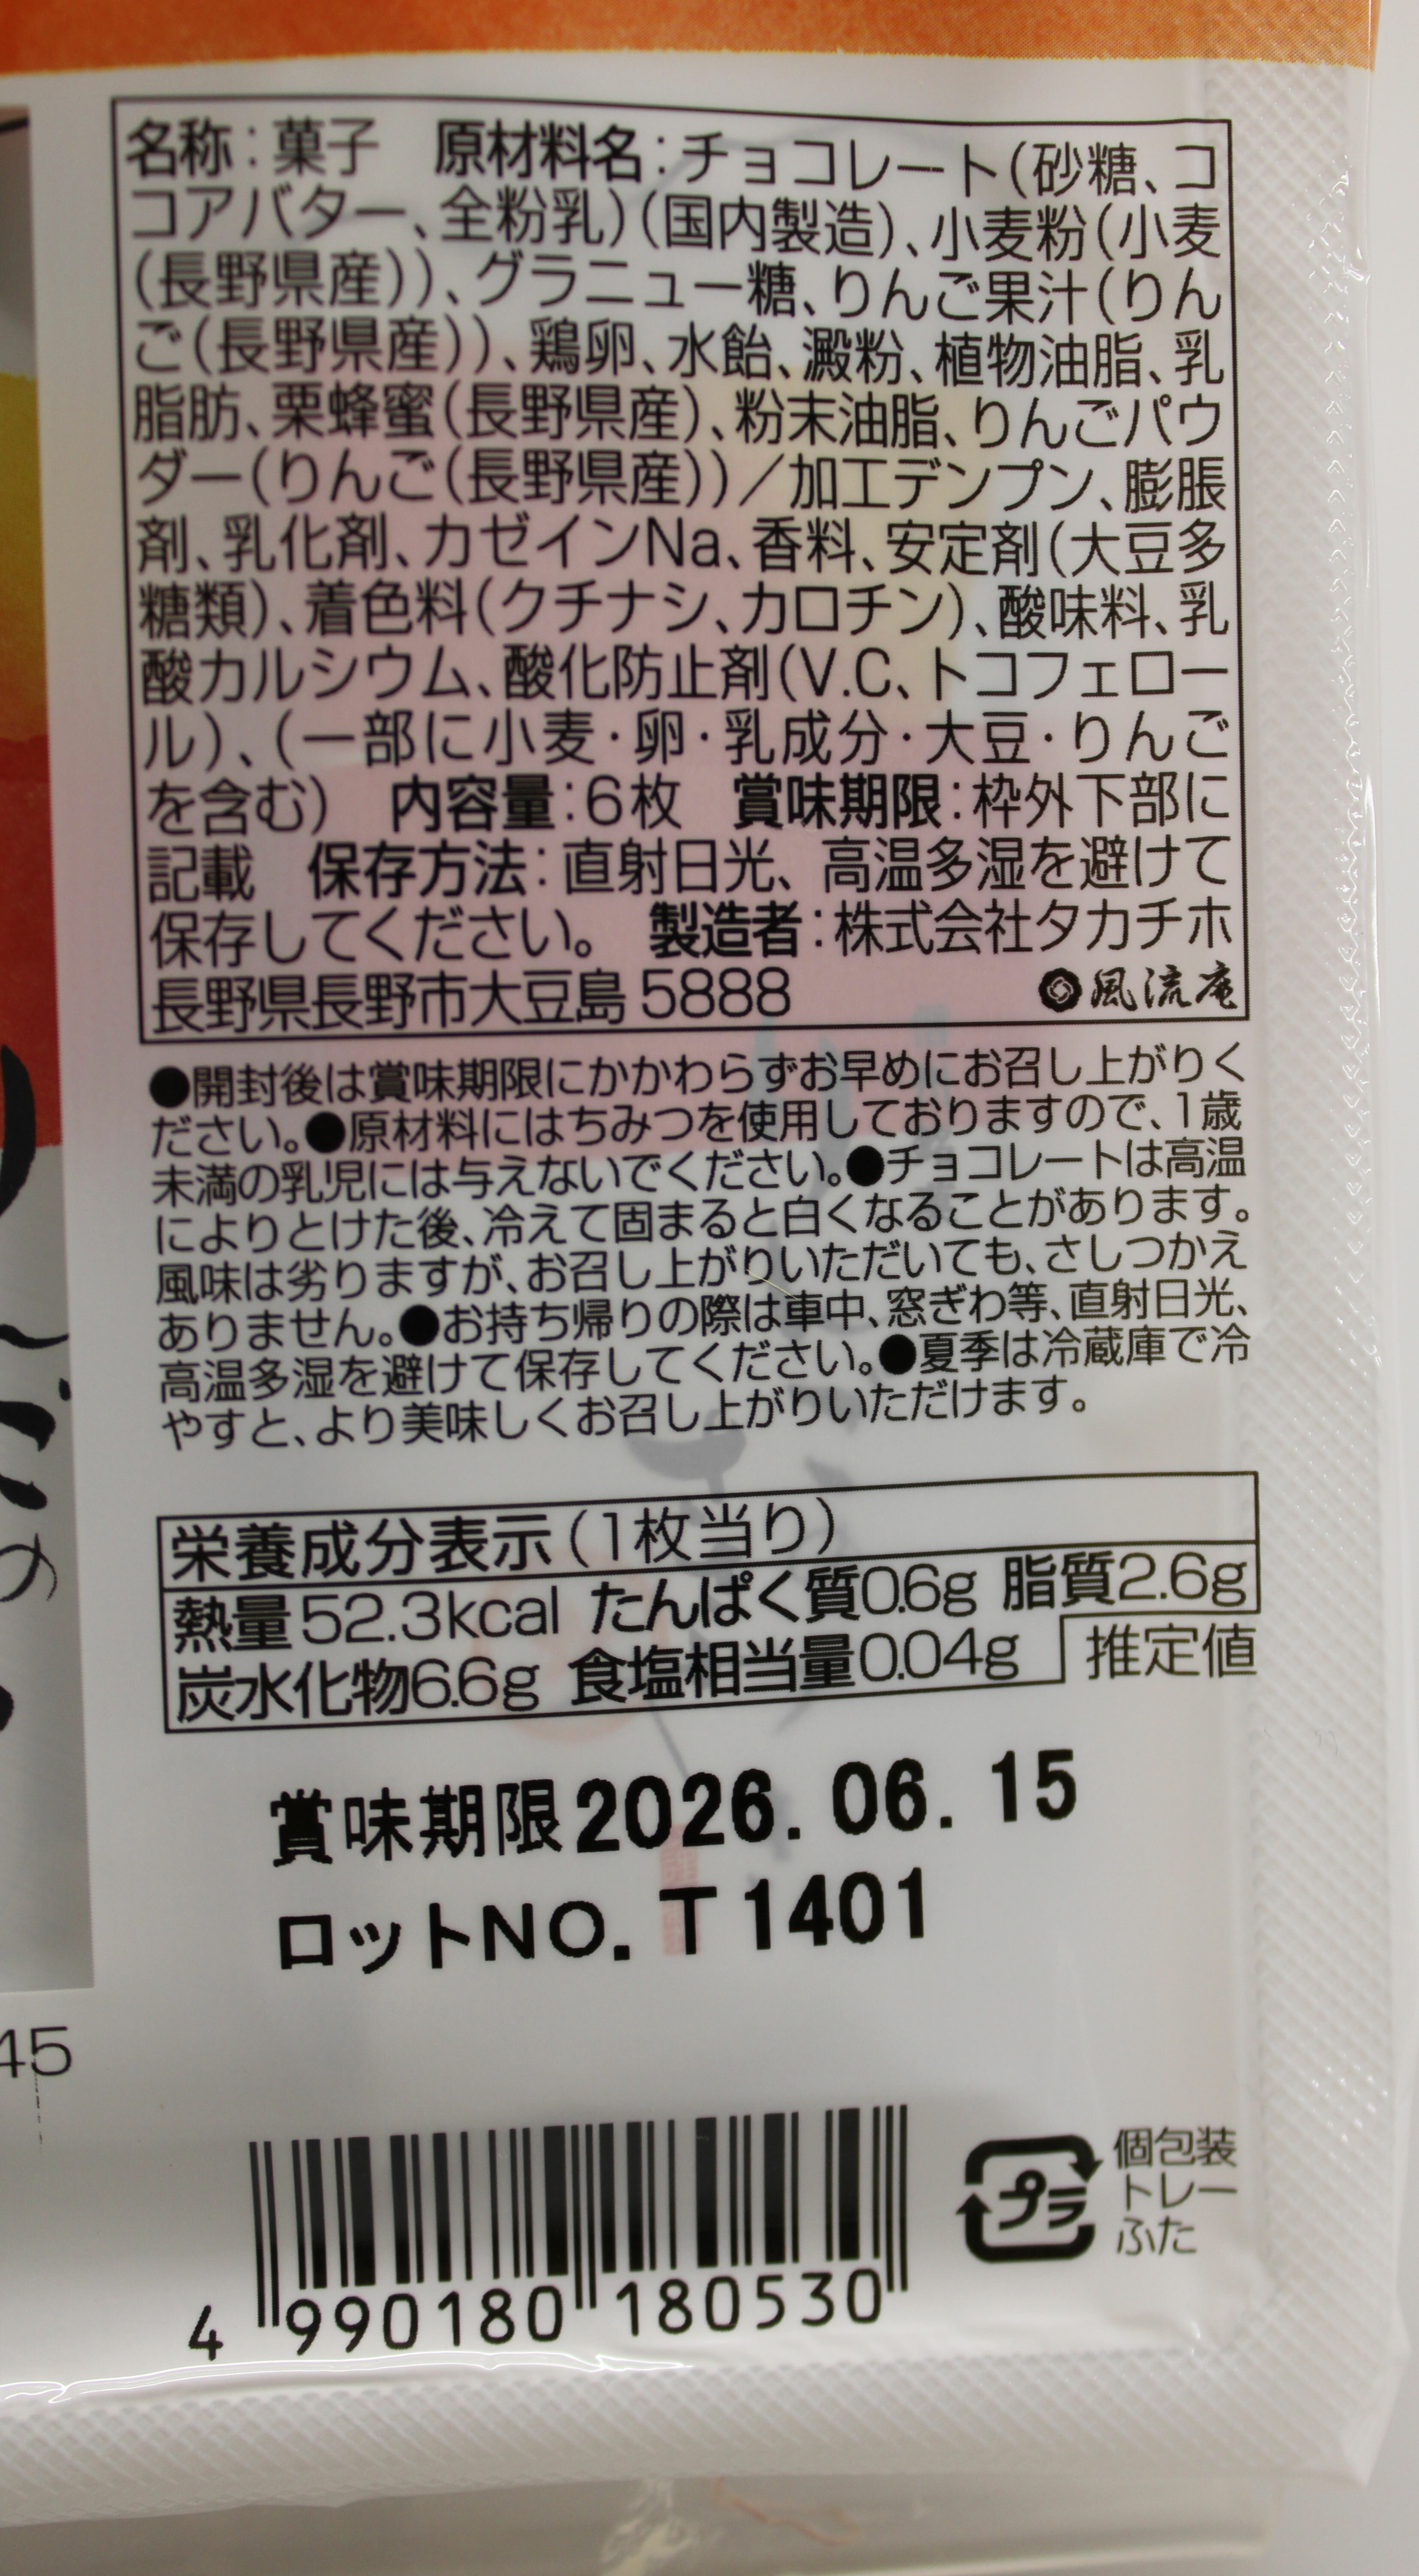 名称：菓子　原材料名：チョコレート（砂糖、コ
コアバター、全粉乳）（国内製造）、小麦粉（小麦
（長野県産））、グラニュー糖、りんご果汁（りん
ご（長野県産））、鶏卵、水飴、澱粉、植物油脂、乳
脂肪、栗蜂蜜（長野県産）、粉末油脂、りんごパウ
ダー（りんご（長野県産））／加工デンプン、膨脹
剤、乳化剤、カゼインNa、香料、安定剤（大豆多
糖類）、着色料（クチナシ、カロチン）、酸味料、乳
酸カルシウム、酸化防止剤（V.C、トコフェロー
ル）、（一部に小麦・卵・乳成分・大豆・りんご
を含む）　内容量：6枚　賞味期限：枠外下部に
記載　保存方法：直射日光、高温多湿を避けて
保存してください。　製造者：株式会社タカチホ
長野県長野市大豆島 5888　風流庵
●開封後は賞味期限にかかわらずお早めにお召し上がりく
ださい。●原材料にはちみつを使用しておりますので、1歳
未満の乳児には与えないでください。●チョコレートは高温
によりとけた後、冷えて固まると白くなることがあります。
風味は劣りますが、お召し上がりいただいても、さしつかえ
ありません。●お持ち帰りの際は車中、窓ぎわ等、直射日光、
高温多湿を避けて保存してください。●夏季は冷蔵庫で冷
やすと、より美味しくお召し上がりいただけます。
栄養成分表示（1枚当り）
熱量52.3kcal たんぱく質0.6g 脂質2.6g
炭水化物6.6g 食塩相当量0.04g 推定値
賞味期限2026.06.15
ロットNO. T1401
45
4 990180 180530
プラ
個包装
トレー
ふた